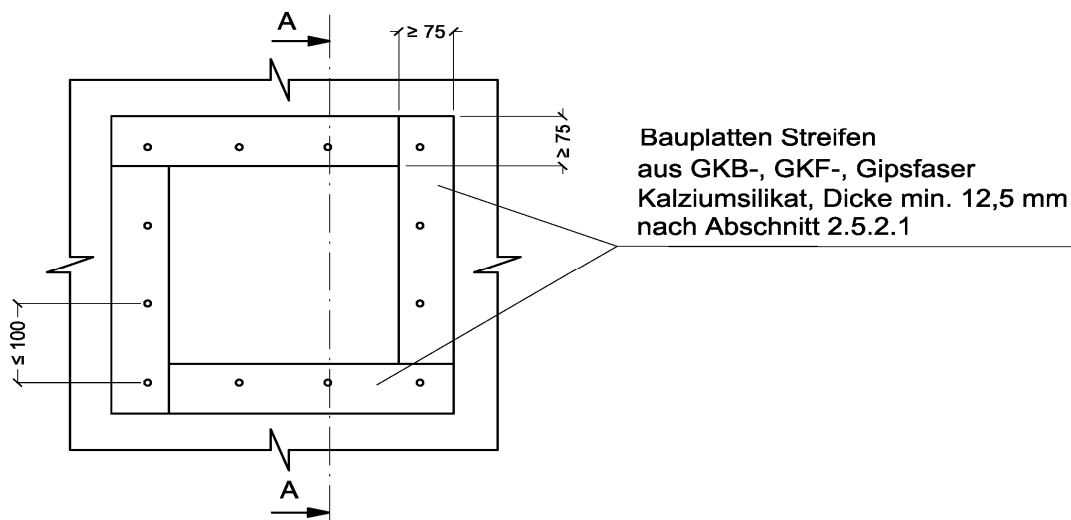 A
≥ 75
≥ 75
Bauplatten Streifen
aus GKB-, GKF-, Gipsfaser
Kalziumsilikat, Dicke min. 12,5 mm
nach Abschnitt 2.5.2.1
≤ 100
A